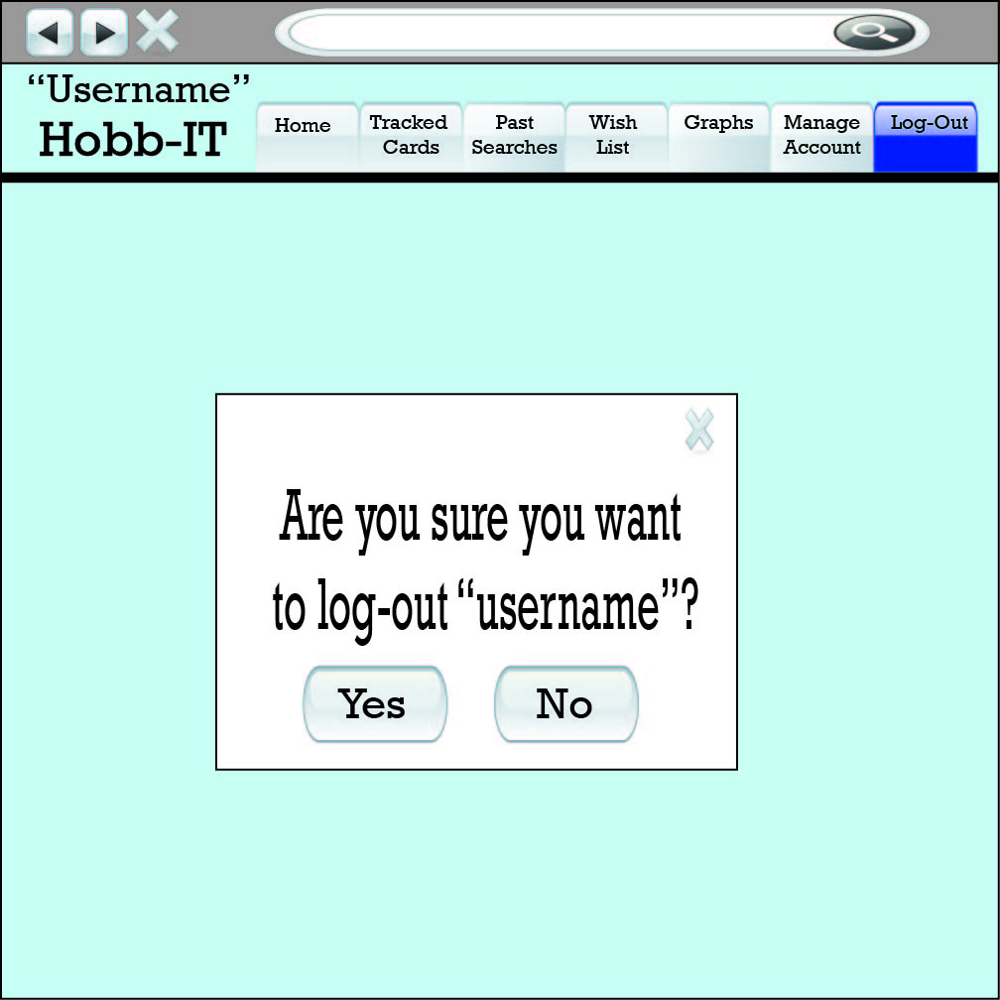 “Username”
Hobb-IT
Home
Tracked
Cards
Past
Searches
Wish
List
Graphs
Manage
Account
Log-Out
Are you sure you want
to log-out “username”?
Yes
No